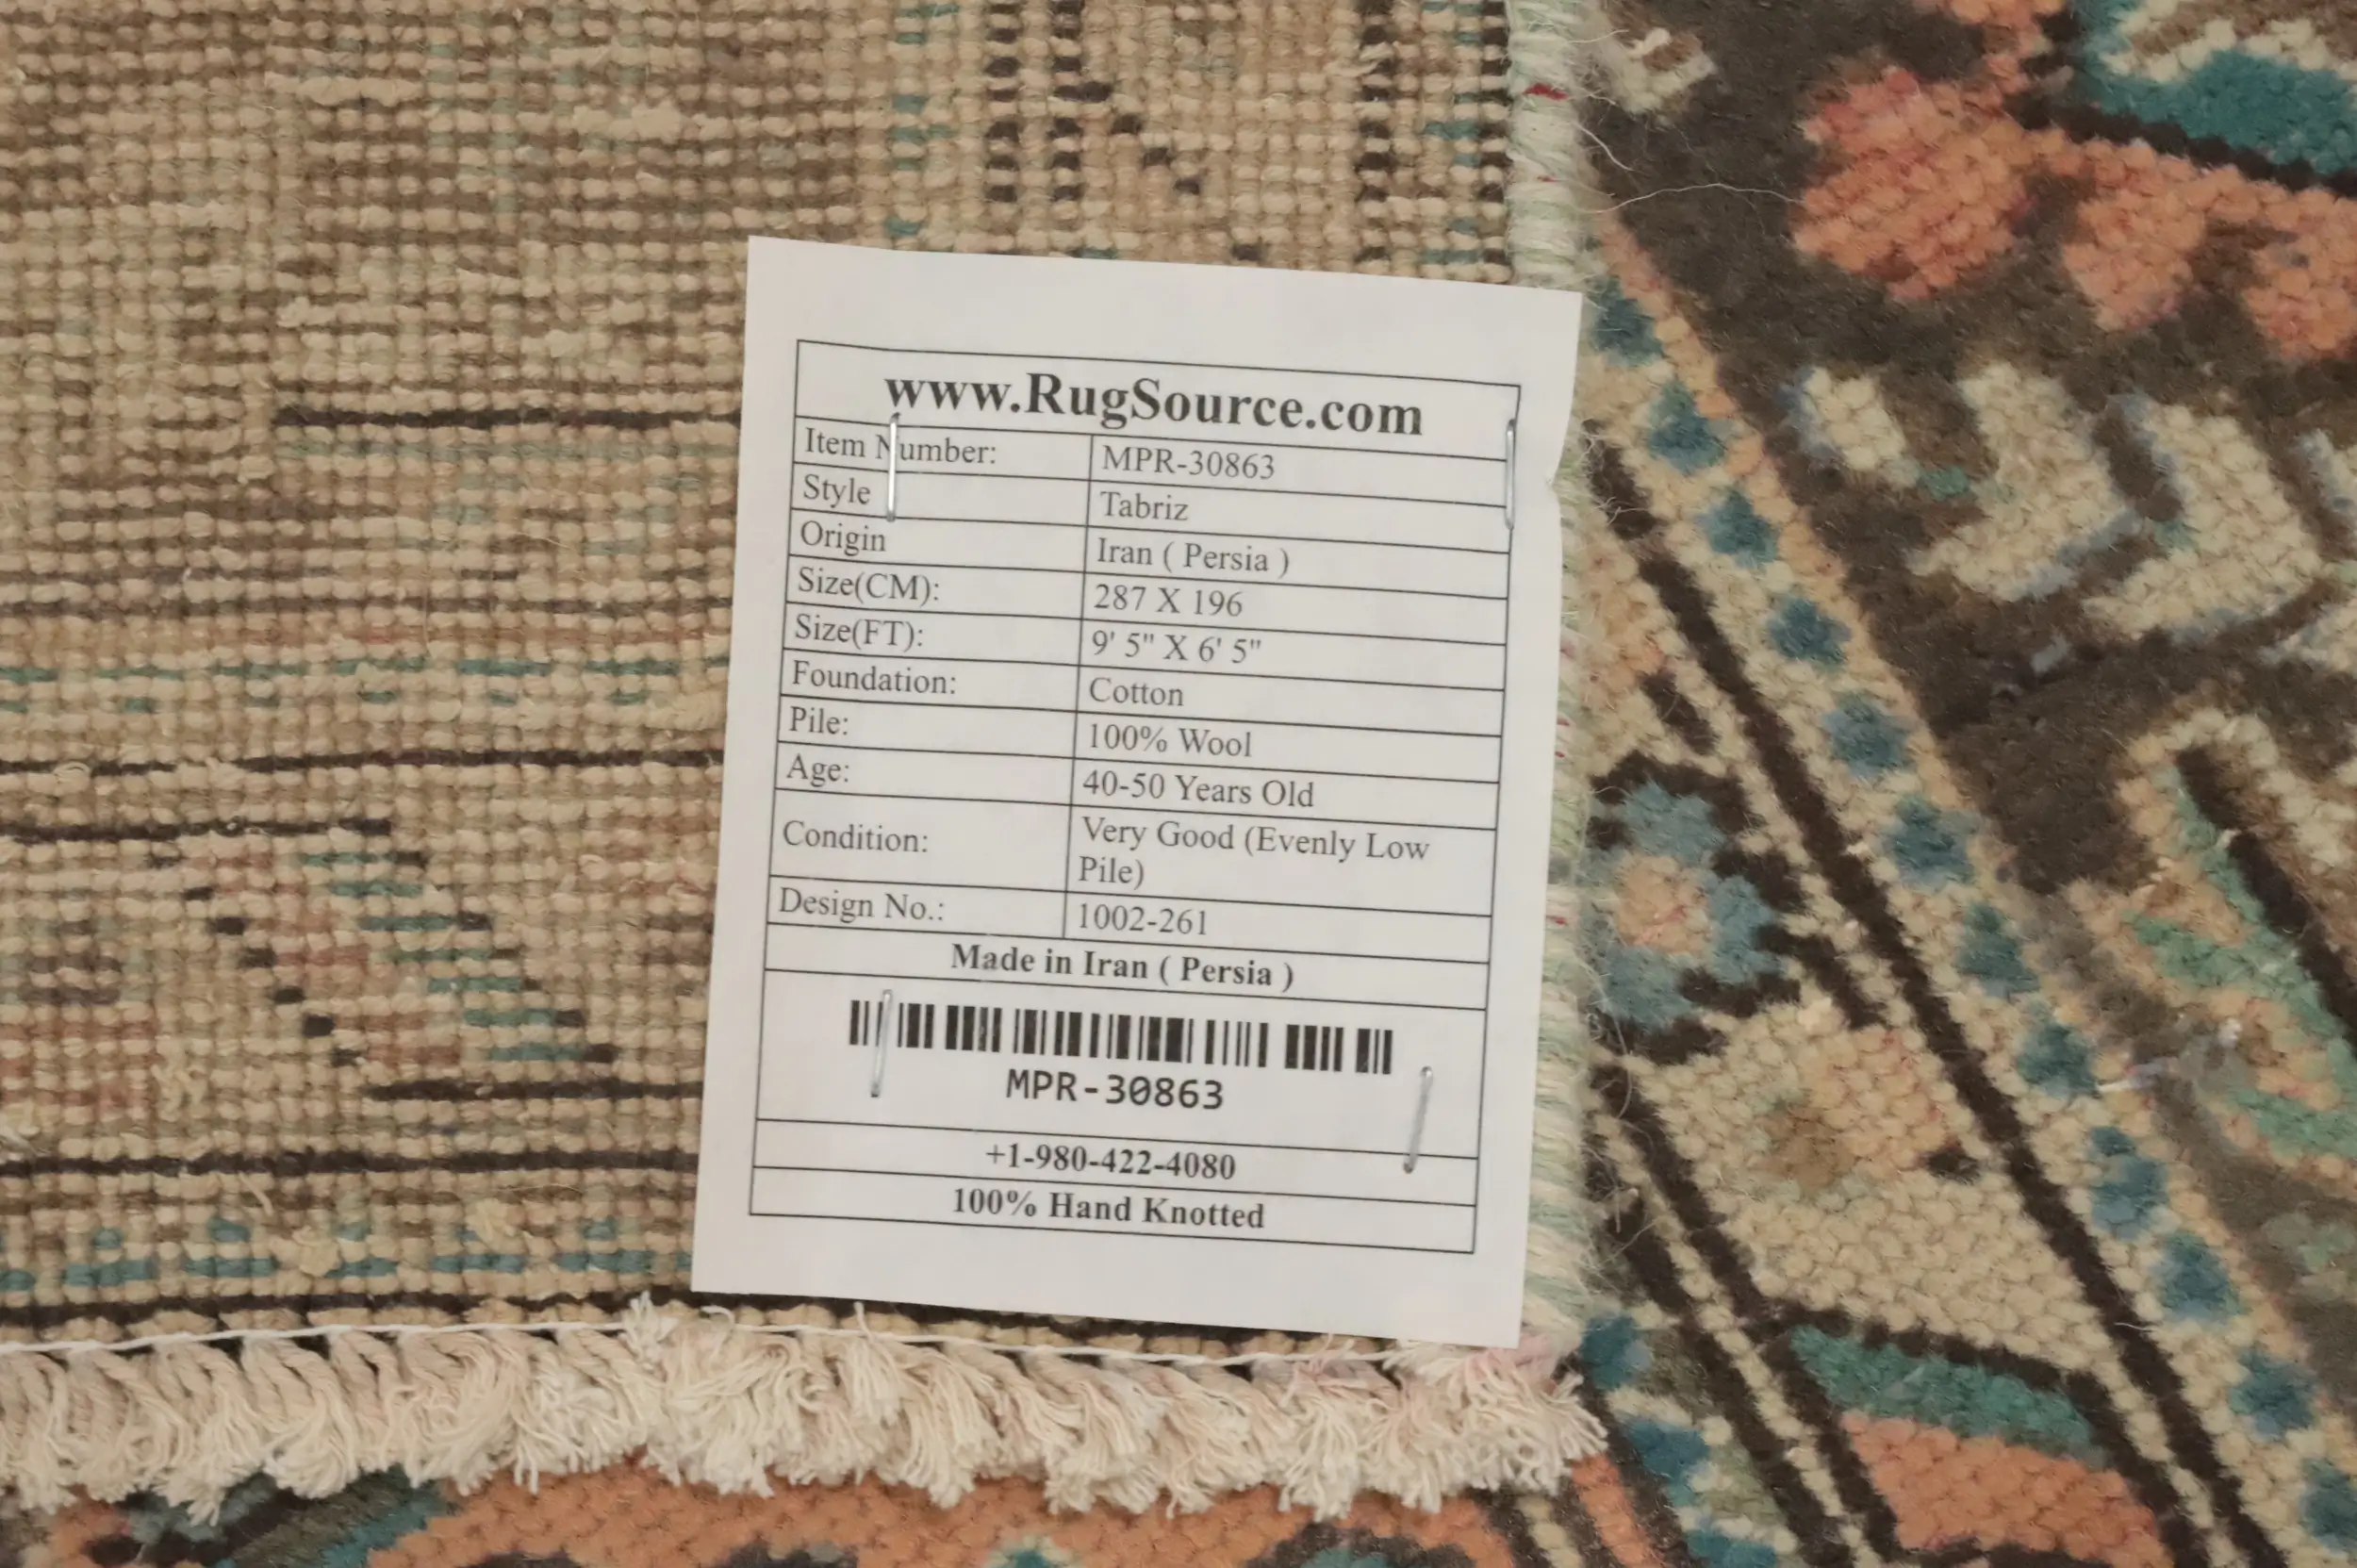 www.RugSource.com
Item Number: MPR-30863
Style Tabriz
Origin Iran ( Persia )
Size(CM): 287 X 196
Size(FT): 9' 5" X 6' 5"
Foundation: Cotton
Pile: 100% Wool
Age: 40-50 Years Old
Condition: Very Good (Evenly Low
Pile)
Design No.: 1002-261
Made in Iran ( Persia )
MPR-30863
+1-980-422-4080
100% Hand Knotted